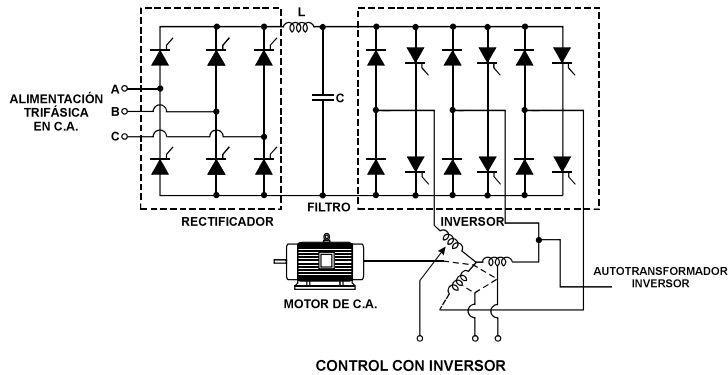 L
A
ALIMENTACIÓN
TRIFÁSICA
EN C.A.
B
C
C
RECTIFICADOR
FILTRO
INVERSOR
AUTOTRANSFORMADOR
INVERSOR
MOTOR DE C.A.
CONTROL CON INVERSOR